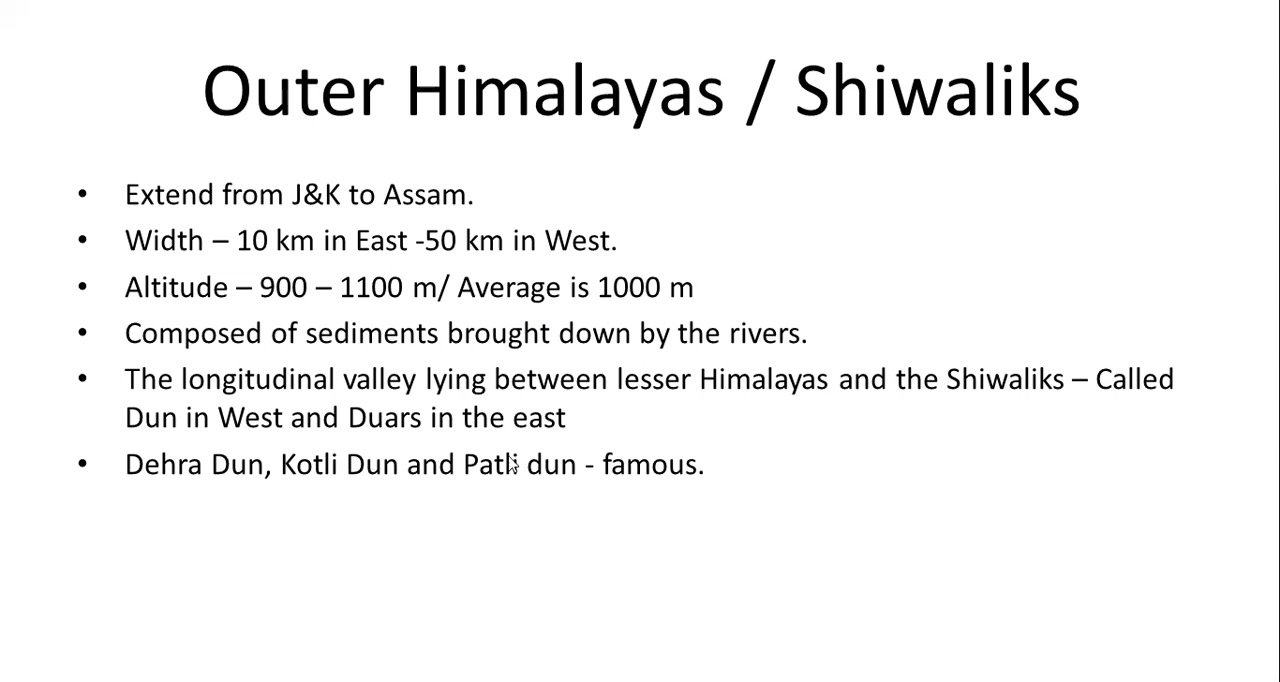 Outer Himalayas / Shiwaliks
• Extend from J&K to Assam.
• Width – 10 km in East -50 km in West.
• Altitude – 900 – 1100 m/ Average is 1000 m
• Composed of sediments brought down by the rivers.
• The longitudinal valley lying between lesser Himalayas and the Shiwaliks – Called
Dun in West and Duars in the east
• Dehra Dun, Kotli Dun and Patli dun - famous.